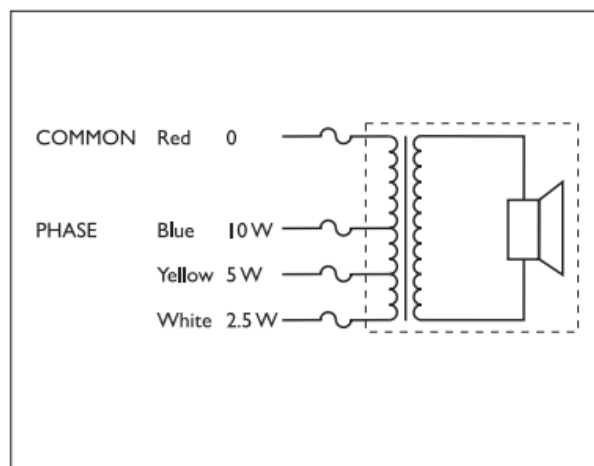 COMMON Red 0
PHASE Blue 10 W
Yellow 5 W
White 2.5 W